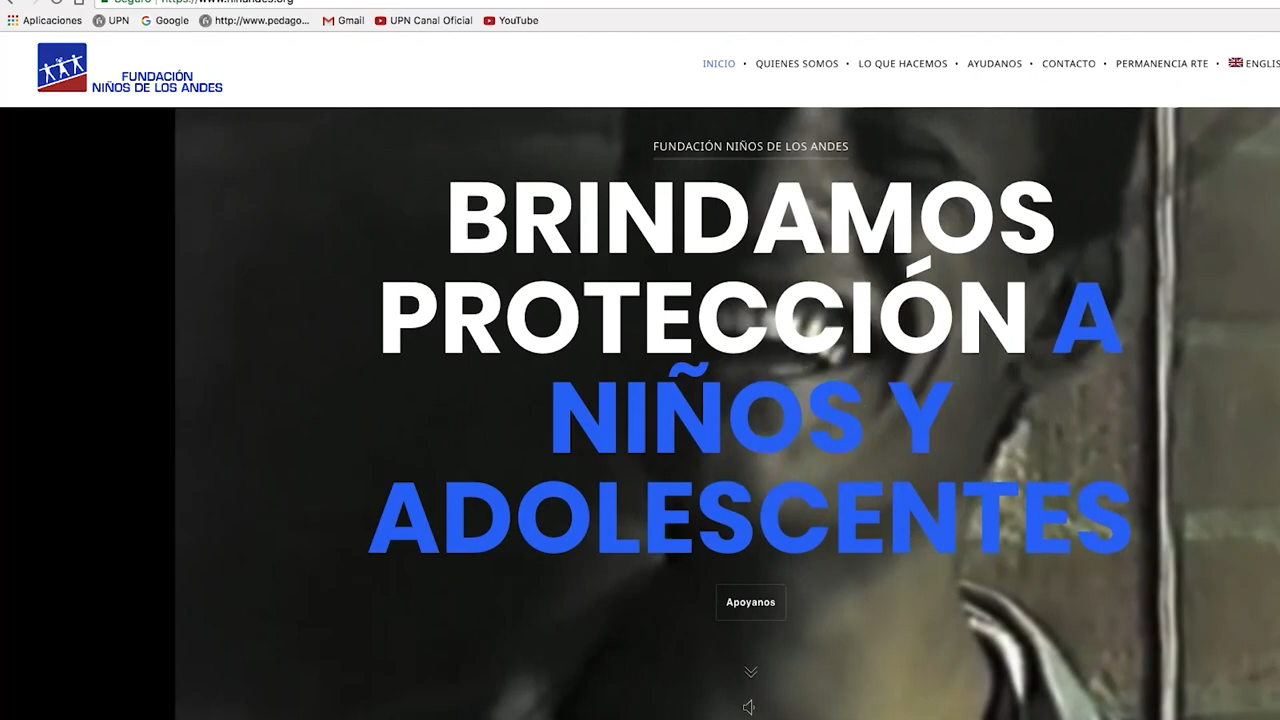 Aplicaciones UPN Google http://www.pedago... Gmail UPN Canal Oficial YouTube
FUNDACIÓN
NIÑOS DE LOS ANDES
INICIO • QUIENES SOMOS • LO QUE HACEMOS • AYUDANOS • CONTACTO • PERMANENCIA RTE • ENGLIS
FUNDACIÓN NIÑOS DE LOS ANDES
BRINDAMOS
PROTECCIÓN A
NIÑOS Y
ADOLESCENTES
Apoyanos